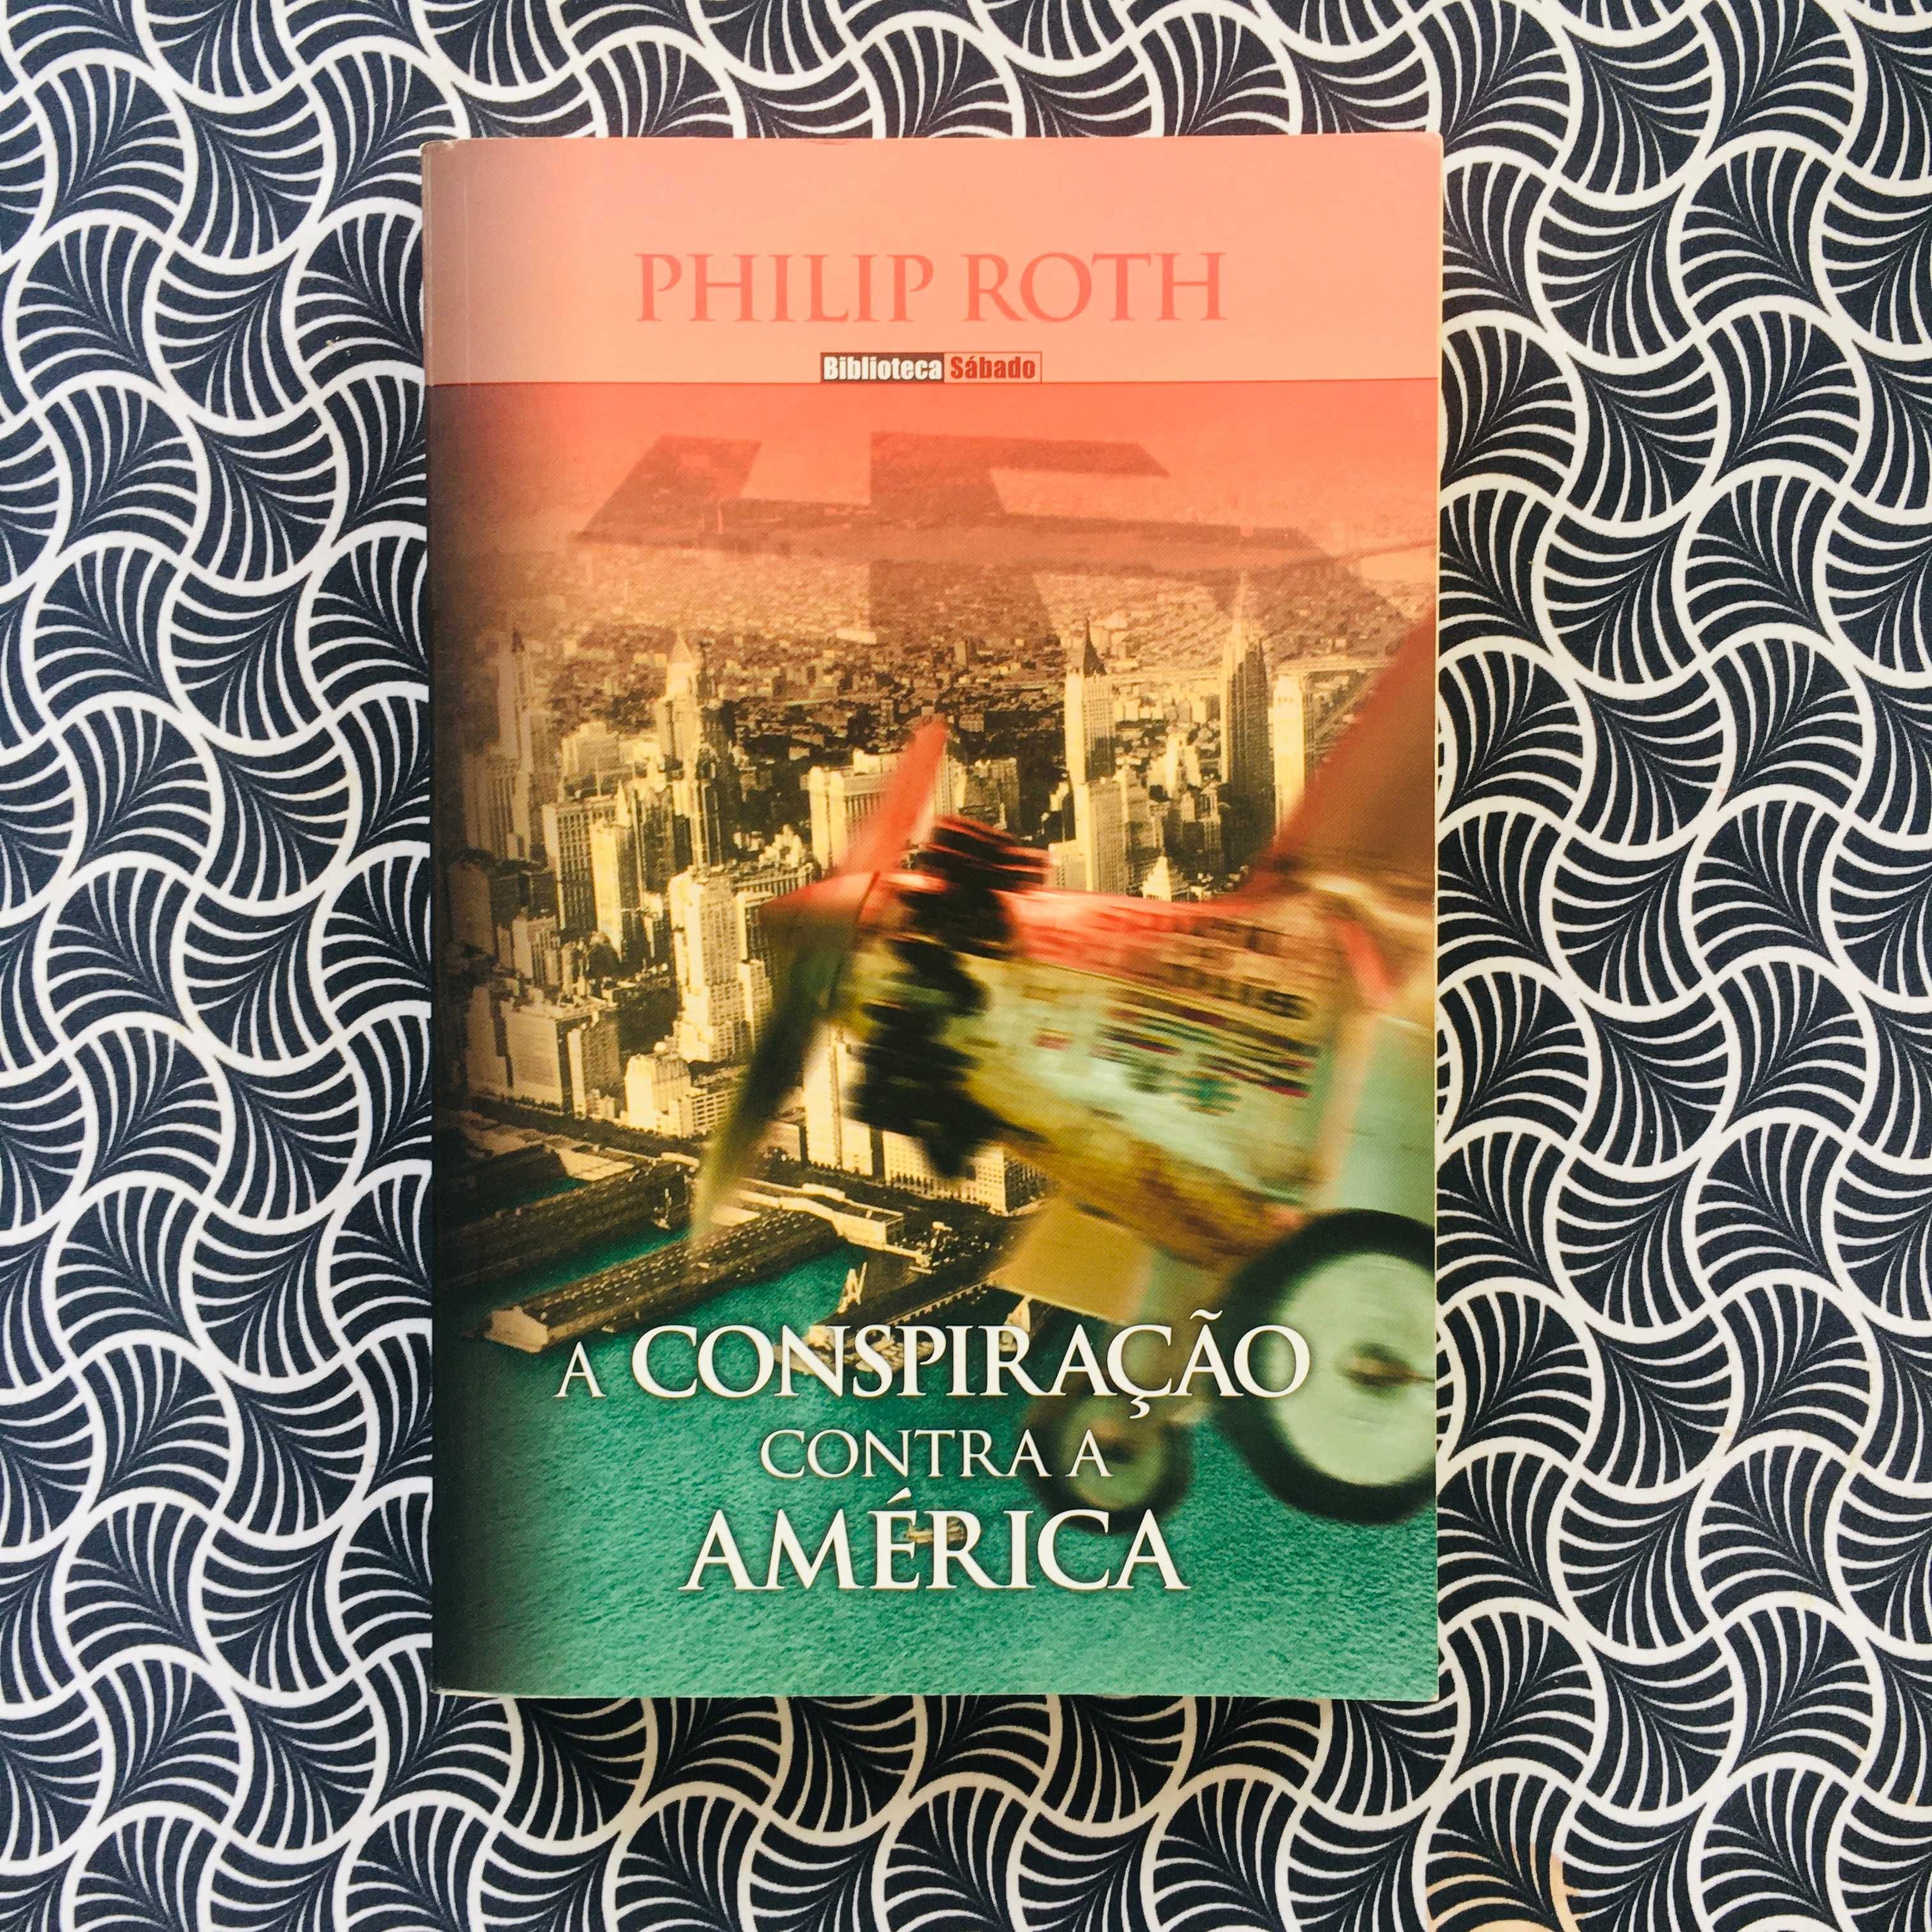 PHILIP ROTH
Biblioteca Sábado
A CONSPIRAÇÃO
CONTRA A
AMÉRICA